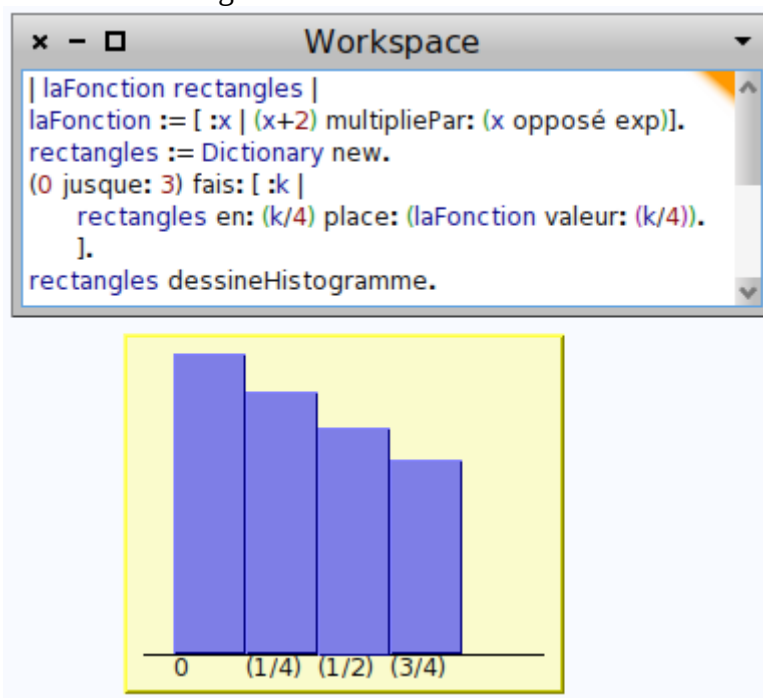 Workspace
| laFonction rectangles |
laFonction := [ :x | (x+2) multipliePar: (x opposé exp)].
rectangles := Dictionary new.
(0 jusque: 3) fais: [ :k |
rectangles en: (k/4) place: (laFonction valeur: (k/4)).
].
rectangles dessineHistogramme.
0 (1/4) (1/2) (3/4)